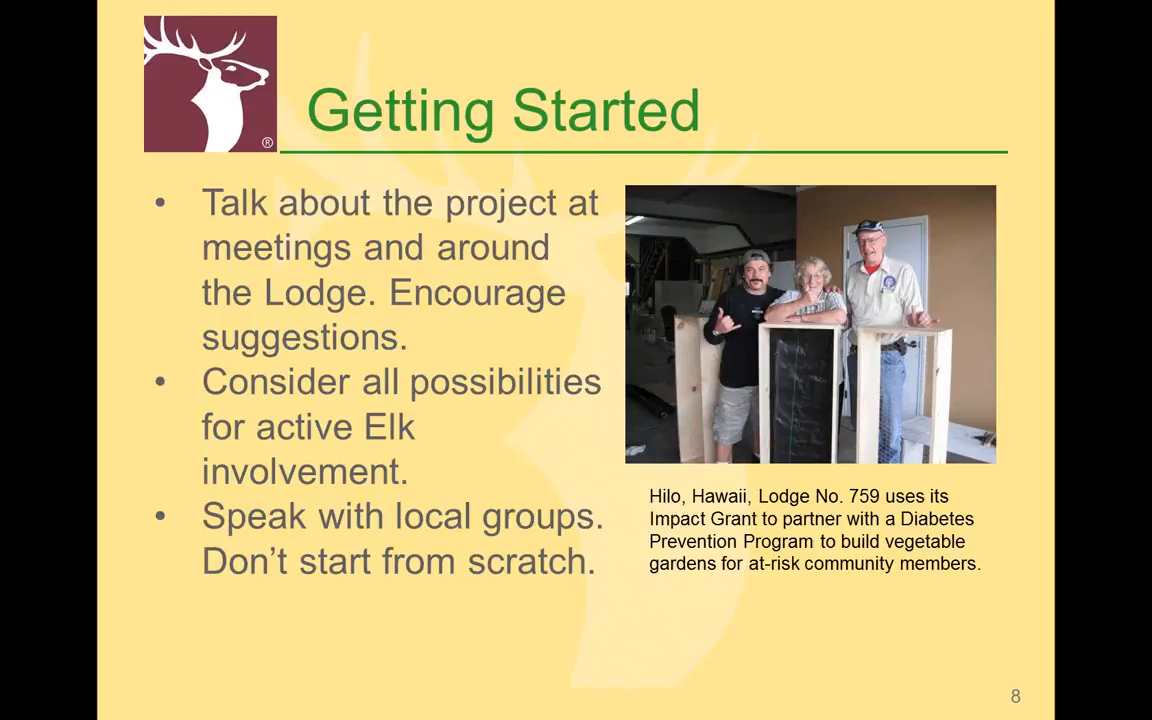 ®
Getting Started
• Talk about the project at
meetings and around
the Lodge. Encourage
suggestions.
• Consider all possibilities
for active Elk
involvement.
• Speak with local groups.
Don’t start from scratch.
Hilo, Hawaii, Lodge No. 759 uses its
Impact Grant to partner with a Diabetes
Prevention Program to build vegetable
gardens for at-risk community members.
8